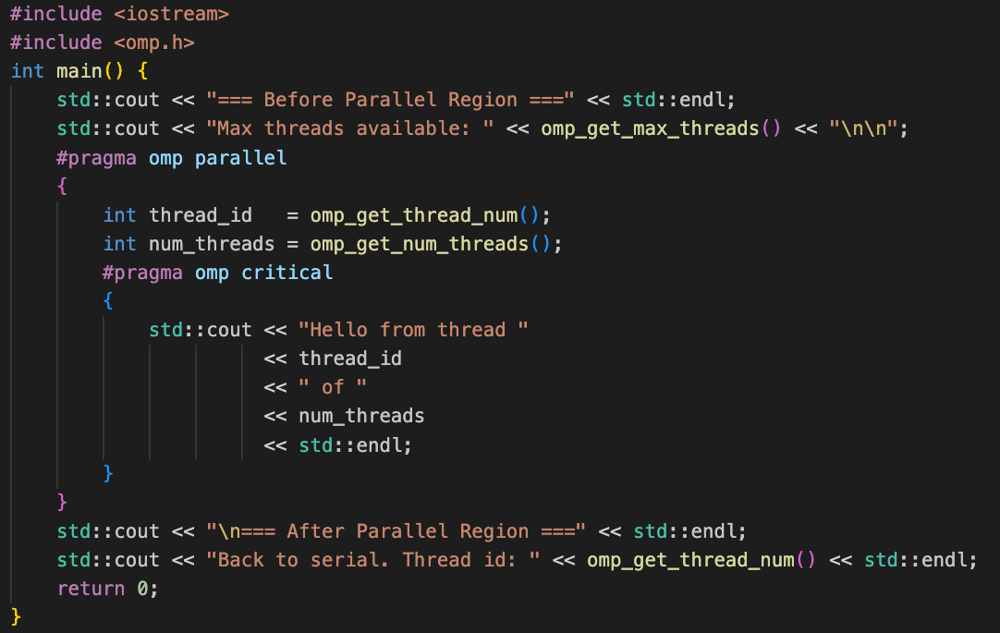 #include <iostream>
#include <omp.h>
int main() {
    std::cout << "=== Before Parallel Region ===" << std::endl;
    std::cout << "Max threads available: " << omp_get_max_threads() << "\n\n";
    #pragma omp parallel
    {
        int thread_id   = omp_get_thread_num();
        int num_threads = omp_get_num_threads();
        #pragma omp critical
        {
            std::cout << "Hello from thread "
                      << thread_id
                      << " of "
                      << num_threads
                      << std::endl;
        }
    }
    std::cout << "\n=== After Parallel Region ===" << std::endl;
    std::cout << "Back to serial. Thread id: " << omp_get_thread_num() << std::endl;
    return 0;
}